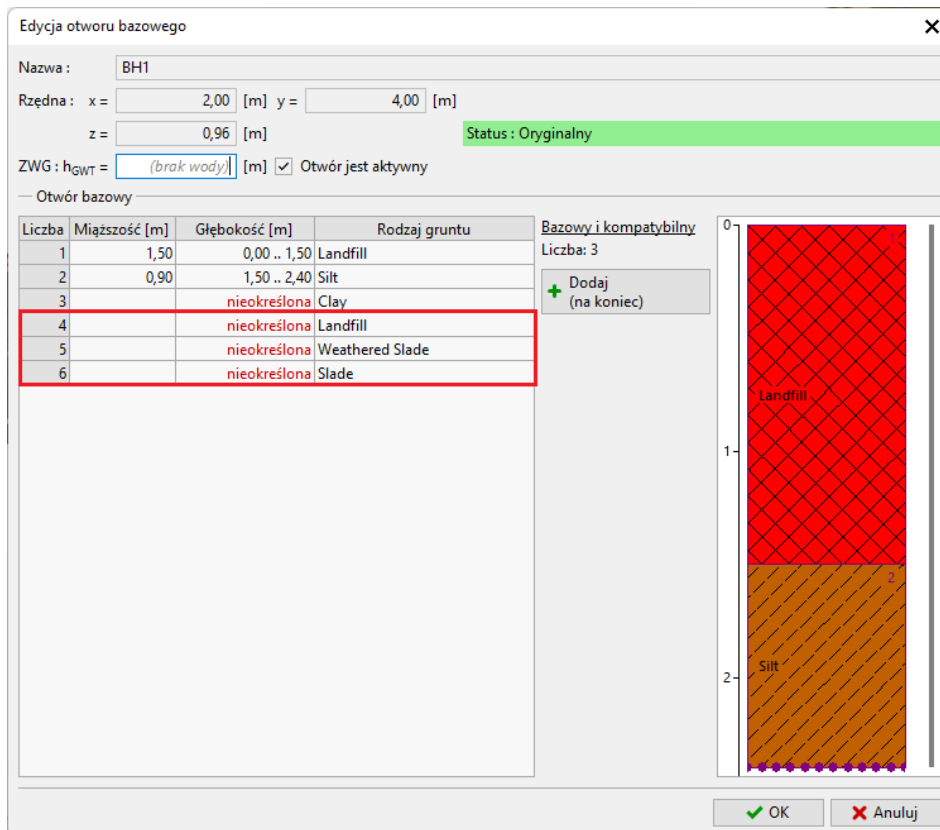 Edycja otworu bazowego
Nazwa : BH1
Rzędna : x = 2,00 [m] y = 4,00 [m]
z = 0,96 [m] Status : Oryginalny
ZWG : hGWT = (brak wody) [m] Otwór jest aktywny
Otwór bazowy
Liczba Miąższość [m] Głębokość [m] Rodzaj gruntu
1 1,50 0,00 .. 1,50 Landfill
2 0,90 1,50 .. 2,40 Silt
3 nieokreślona Clay
4 nieokreślona Landfill
5 nieokreślona Weathered Slade
6 nieokreślona Slade
Bazowy i kompatybilny
Liczba: 3
Dodaj
(na koniec)
0
1
Landfill
1
2
Silt
2
OK Anuluj